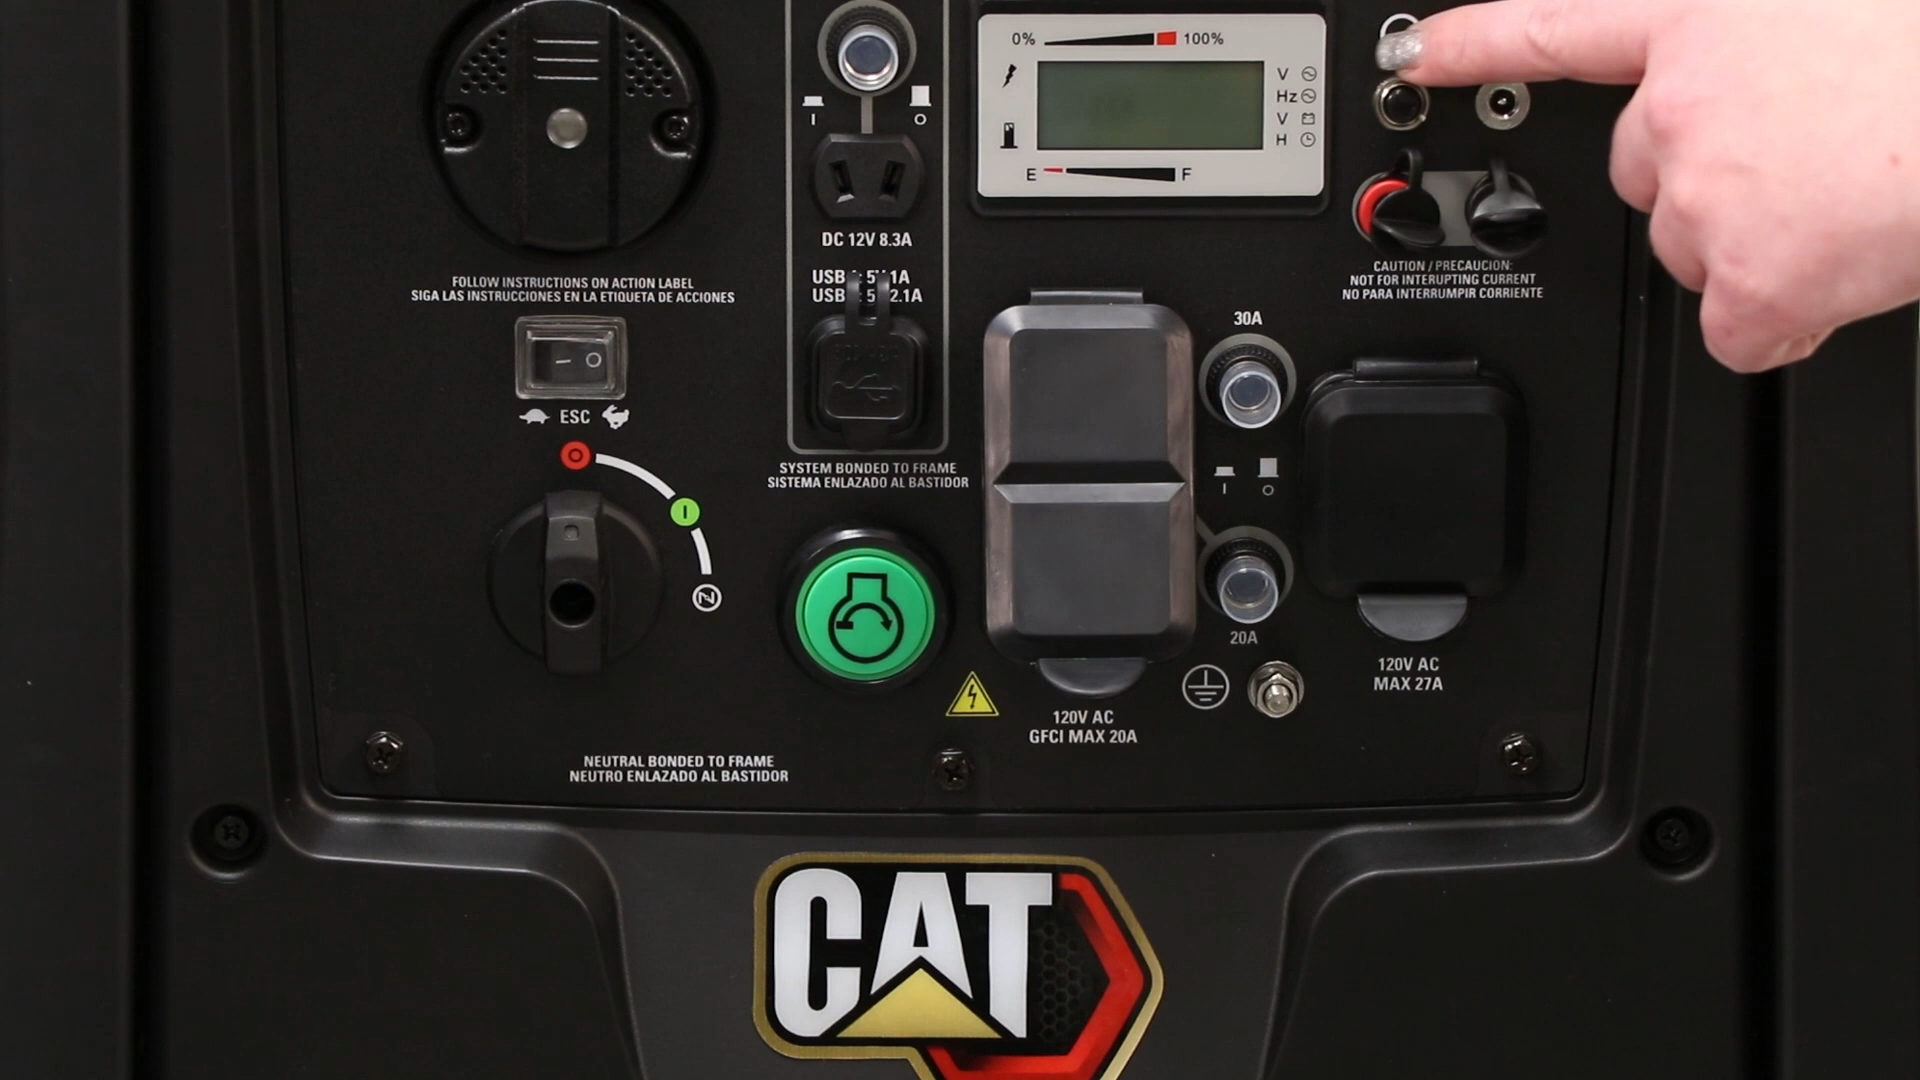 0% 100%
V
Hz
V
H
E F
I O
DC 12V 8.3A
USB 5V 1A
USB 2.1A
FOLLOW INSTRUCTIONS ON ACTION LABEL
SIGA LAS INSTRUCCIONES EN LA ETIQUETA DE ACCIONES
CAUTION / PRECAUCION:
NOT FOR INTERUPTING CURRENT
NO PARA INTERRUMPIR CORRIENTE
30A
ESC
SYSTEM BONDED TO FRAME
SISTEMA ENLAZADO AL BASTIDOR
I O
20A
120V AC
MAX 27A
120V AC
GFCI MAX 20A
NEUTRAL BONDED TO FRAME
NEUTRO ENLAZADO AL BASTIDOR
CAT